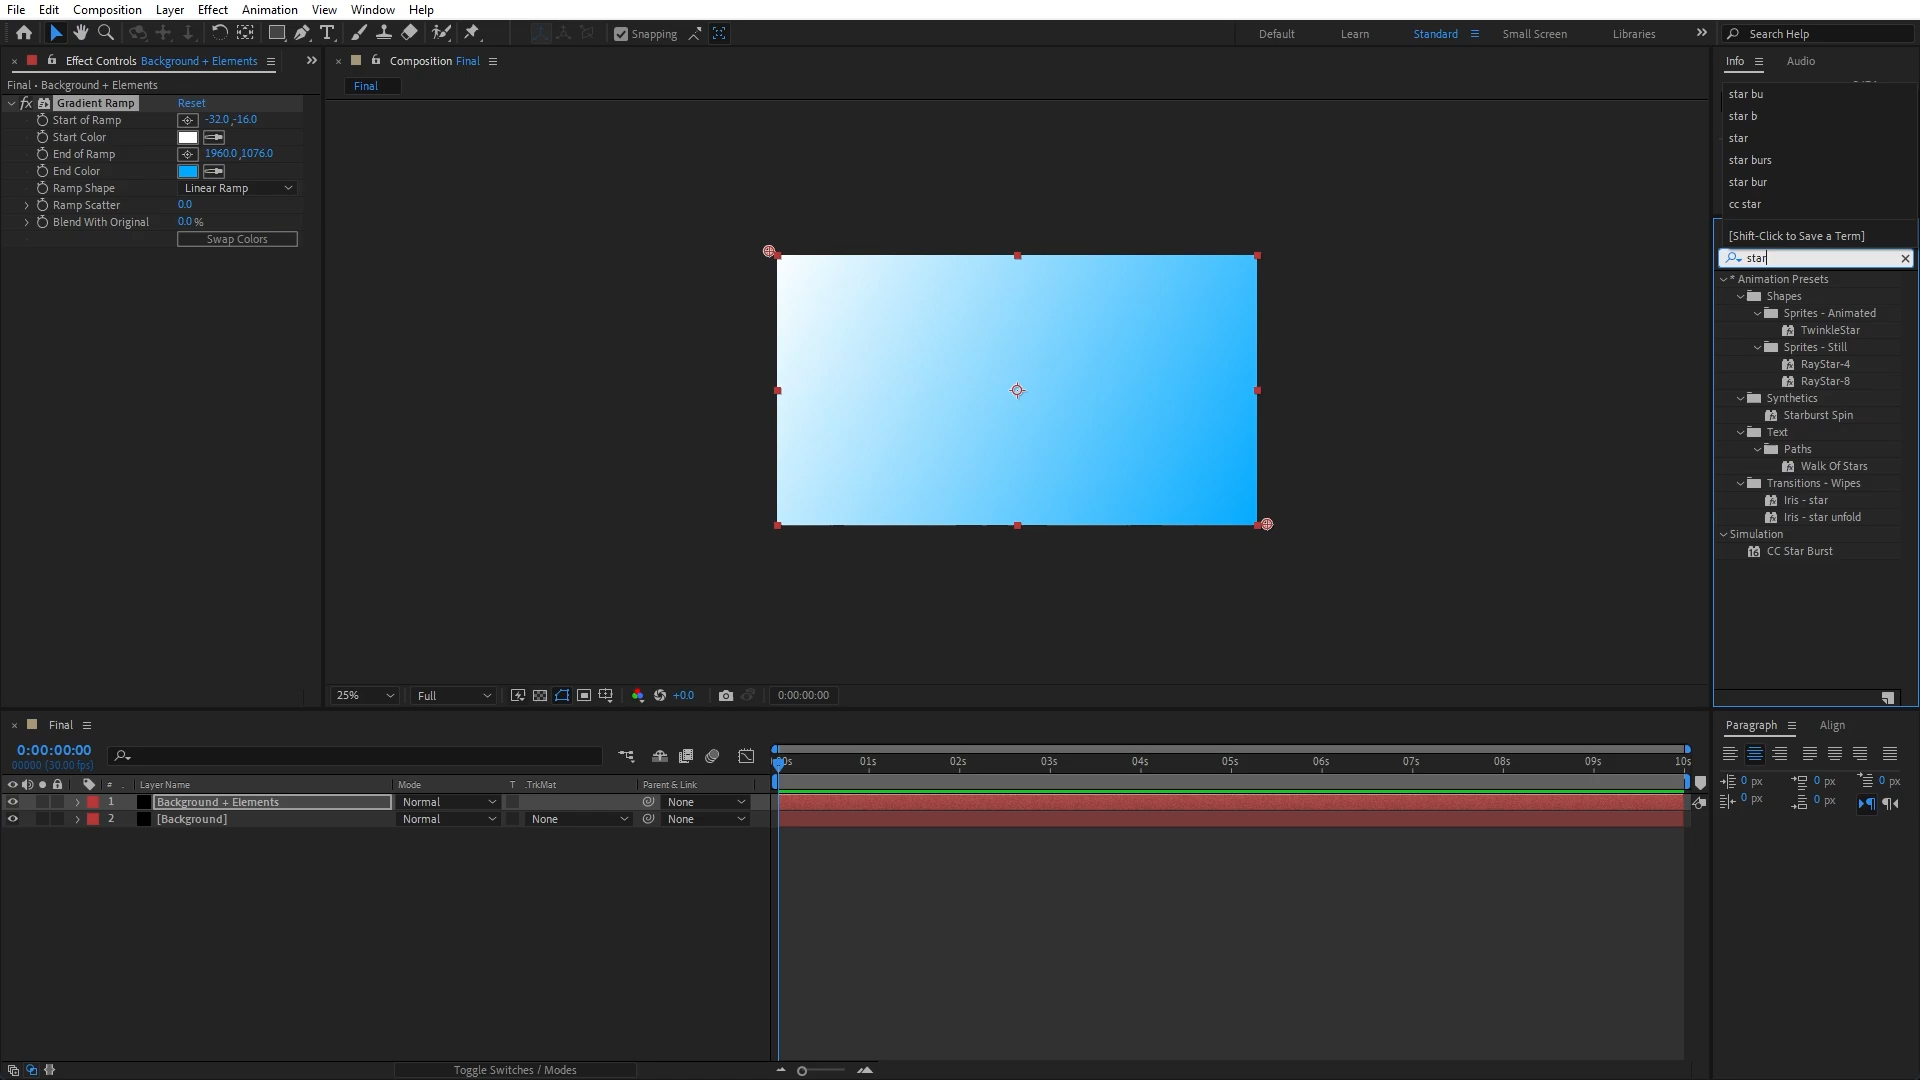 File Edit Composition Layer Effect Animation View Window Help
Snapping
Default Learn Standard Small Screen Libraries
Search Help
Effect Controls Background + Elements
Final • Background + Elements
fx Gradient Ramp Reset
Start of Ramp -32.0,-16.0
Start Color
End of Ramp 1960.0,1076.0
End Color
Ramp Shape Linear Ramp
Ramp Scatter 0.0
Blend With Original 0.0 %
Swap Colors
Composition Final
Final
25% Full +0.0 0:00:00:00
Info Audio
star bu
star b
star
star burs
star bur
cc star
[Shift-Click to Save a Term]
star
* Animation Presets
Shapes
Sprites - Animated
TwinkleStar
Sprites - Still
RayStar-4
RayStar-8
Synthetics
Starburst Spin
Text
Paths
Walk Of Stars
Transitions - Wipes
Iris - star
Iris - star unfold
Simulation
CC Star Burst
Final
0:00:00:00
00000 (30.00 fps)
# Layer Name Mode T .TrkMat Parent & Link
1 Background + Elements Normal None
2 [Background] Normal None None
01s 02s 03s 04s 05s 06s 07s 08s 09s 10s
Toggle Switches / Modes
Paragraph Align
0 px 0 px 0 px
0 px 0 px